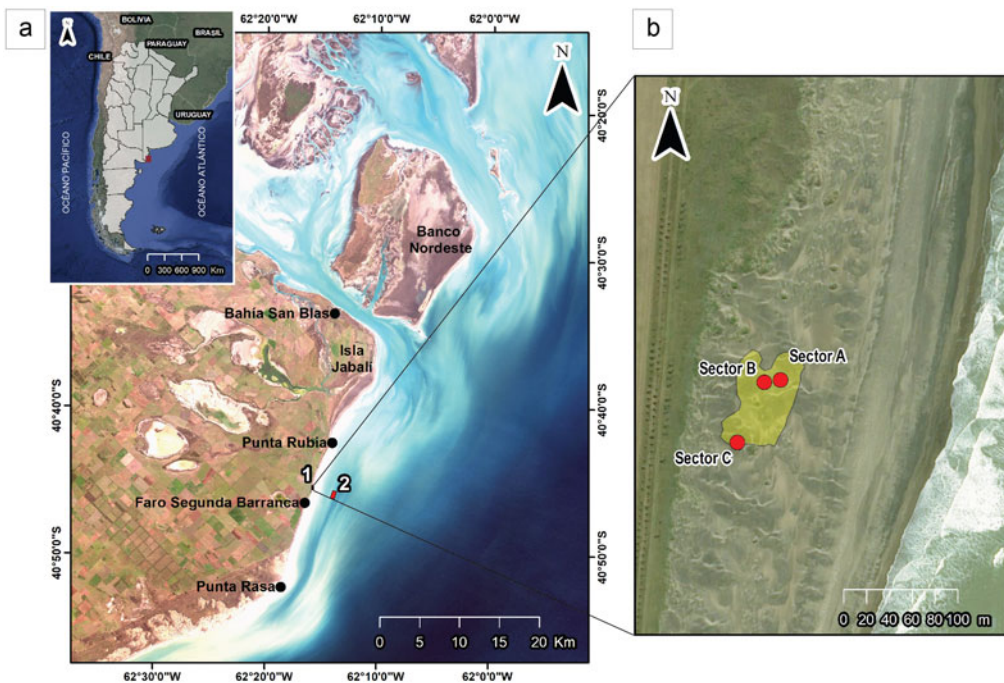 a
N
BOLIVIA
PARAGUAY
BRASIL
CHILE
URUGUAY
OCÉANO PACÍFICO
OCÉANO ATLÁNTICO
0 300 600 900 Km
62°20'0"W 62°10'0"W 62°0'0"W
N
40°20'0"S
40°30'0"S
40°40'0"S
40°50'0"S
Banco
Nordeste
Bahía San Blas
Isla
Jabalí
Punta Rubia
1
2
Faro Segunda Barranca
Punta Rasa
0 5 10 20 Km
40°40'0"S
40°50'0"S
62°30'0"W 62°20'0"W 62°10'0"W 62°0'0"W
b
N
Sector A
Sector B
Sector C
0 20 40 60 80 100 m